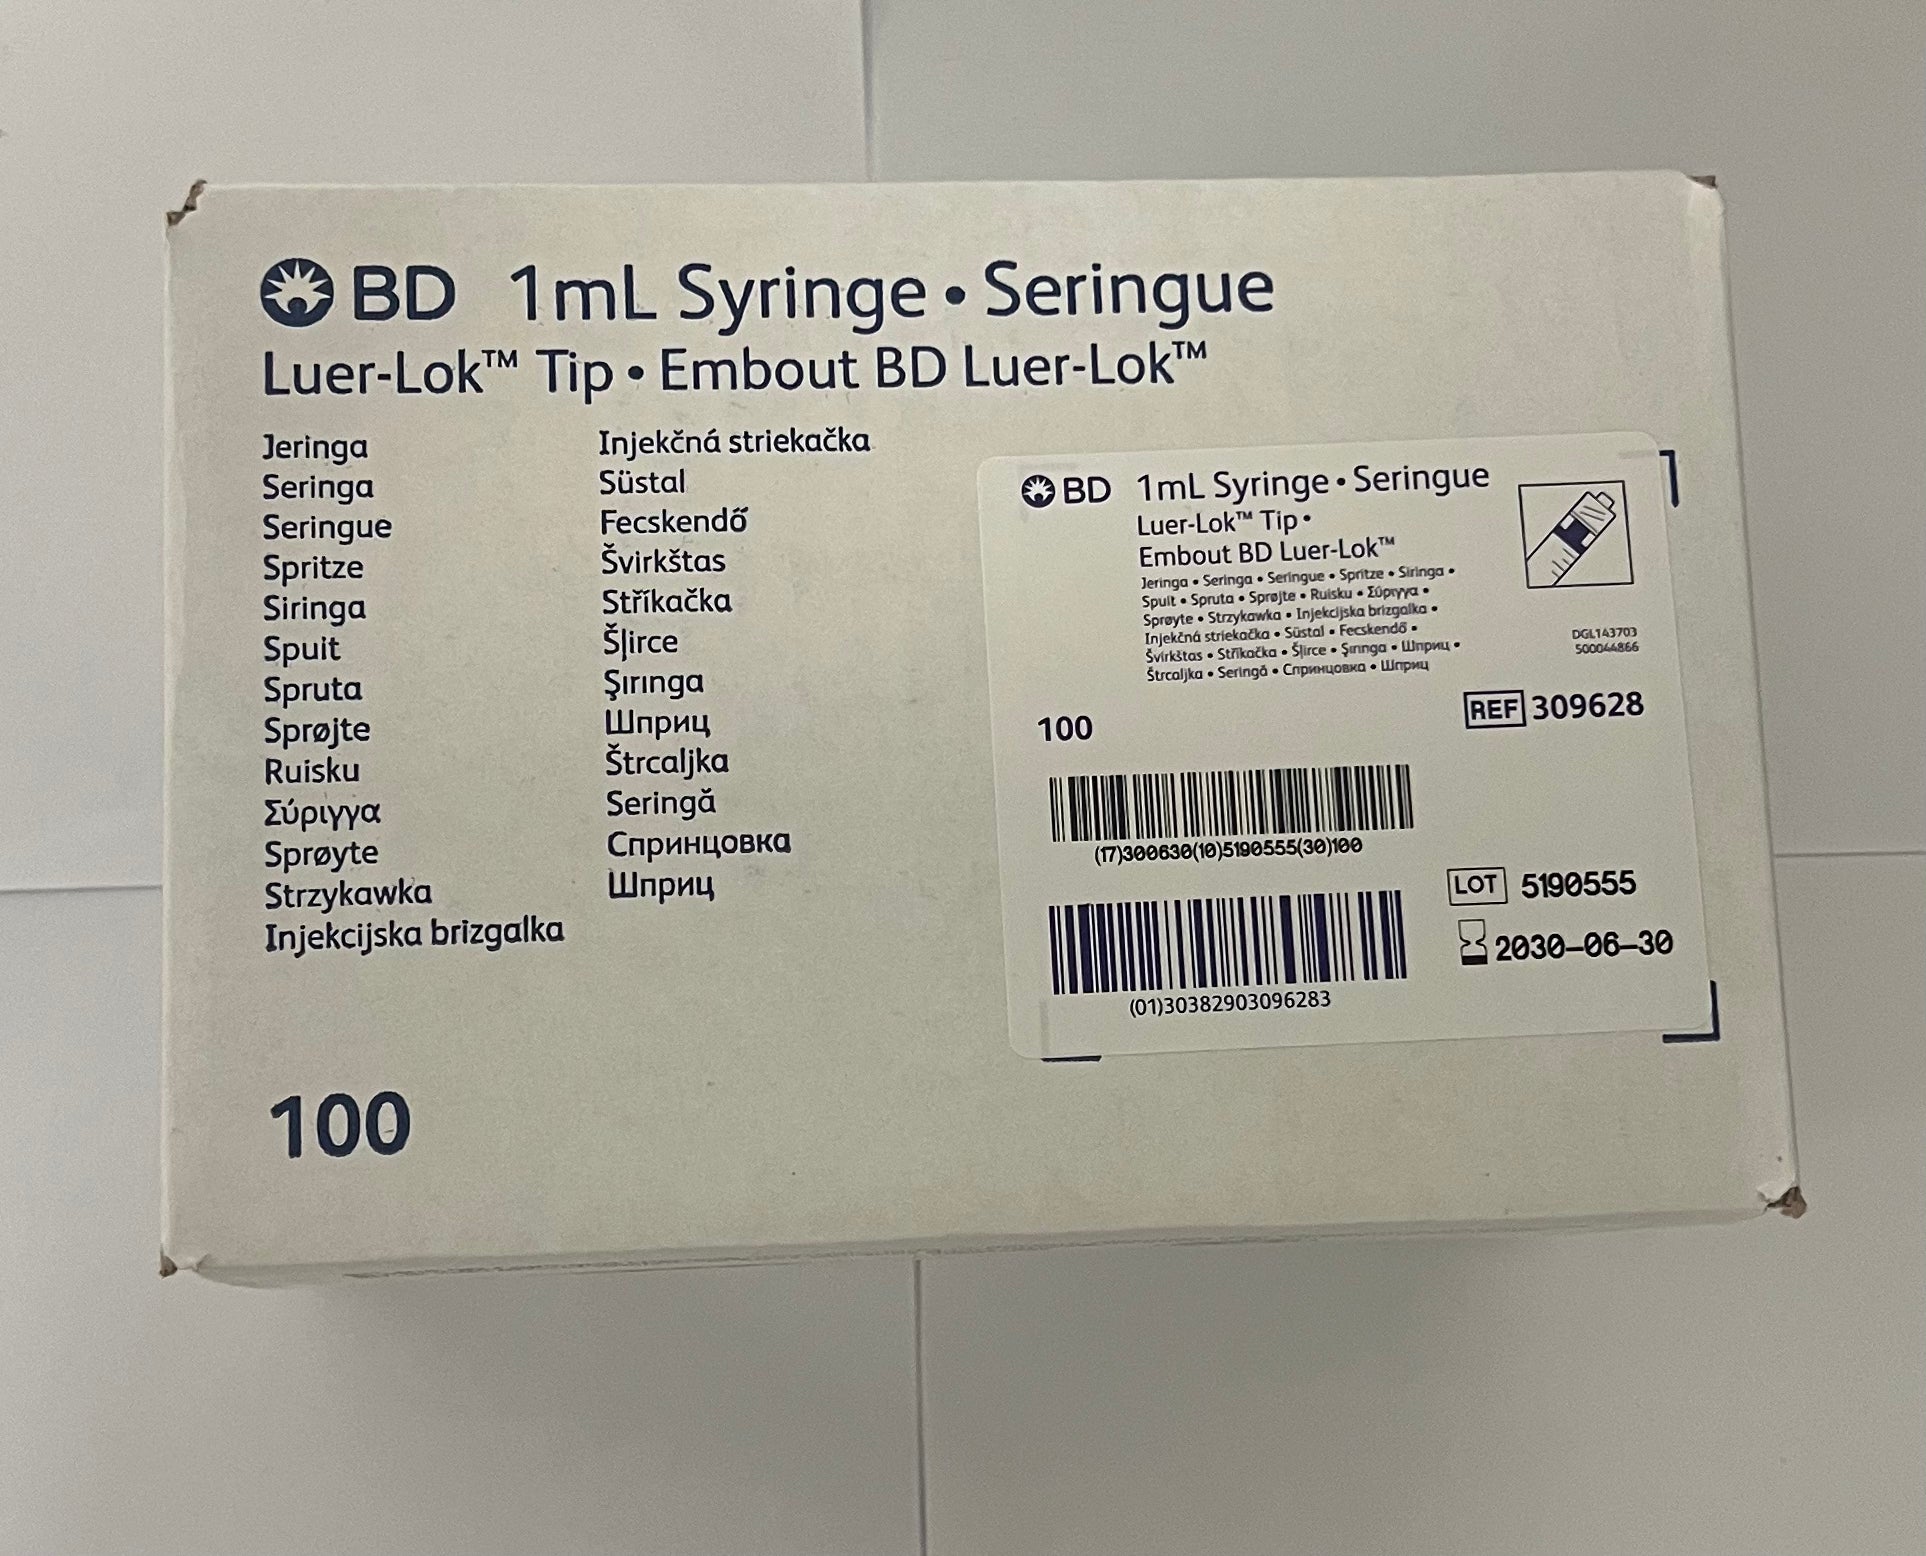 BD 1mL Syringe • Seringue
Luer-Lok™ Tip • Embout BD Luer-Lok™
Jeringa
Seringa
Seringue
Spritze
Siringa
Spuit
Spruta
Sprøjte
Ruisku
Σύριγγα
Sprøyte
Strzykawka
Injekcijska brizgalka
Injekčná striekačka
Süstal
Fecskendő
Švirkštas
Stříkačka
Šļirce
Şırınga
Шприц
Štrcaljka
Seringă
Спринцовка
Шприц
100
BD 1mL Syringe • Seringue
Luer-Lok™ Tip •
Embout BD Luer-Lok™
Jeringa • Seringa • Seringue • Spritze • Siringa •
Spuit • Spruta • Sprøjte • Ruisku • Σύριγγα •
Sprøyte • Strzykawka • Injekcijska brizgalka •
Injekčná striekačka • Süstal • Fecskendő •
Švirkštas • Stříkačka • Šļirce • Şırınga • Шприц •
Štrcaljka • Seringă • Спринцовка • Шприц
DGL143703
500044866
100
REF 309628
(17)300630(10)5190555(30)100
LOT 5190555
2030-06-30
(01)30382903096283